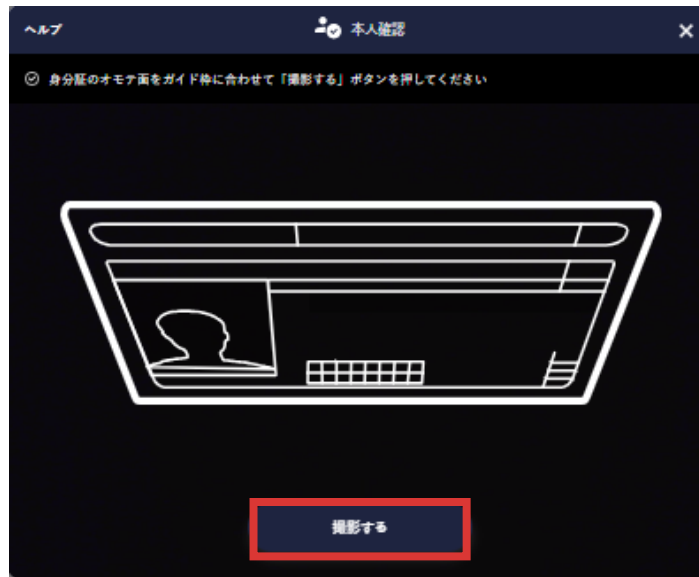 ヘルプ
本人確認
身分証のオモテ面をガイド枠に合わせて「撮影する」ボタンを押してください
撮影する